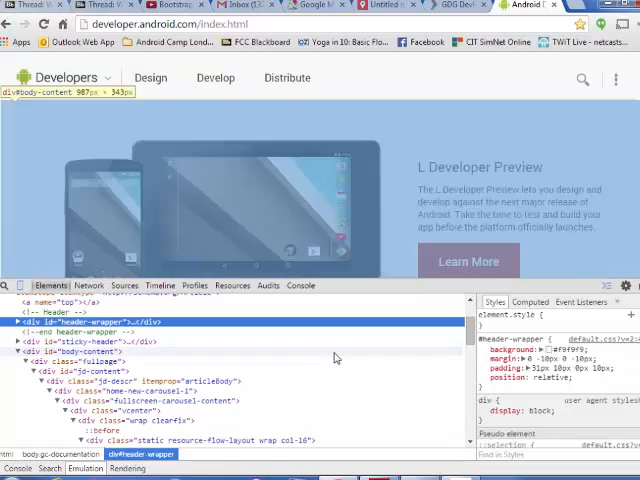 Thread: W
Thread: W
Bootstrap
Gmail (13
Google M
Untitled n
GDG Dev
Android D
developer.android.com/index.html
Apps
Outlook Web App
Android Camp Lond..
FCC Blackboard
Yoga in 10: Basic Flo...
Facebook
CIT SimNet Online
TWiT Live - netcasts...
Developers
Design
Develop
Distribute
div#body-content 987px × 343px
L Developer Preview
The L Developer Preview lets you design and
develop against the next major release of
Android. Take the time to test and build your
app before the platform officially launches.
Learn More
Elements Network Sources Timeline Profiles Resources Audits Console
<a name="top"></a>
<!-- Header -->
<div id="header-wrapper">…</div>
<!--end header-wrapper -->
<div id="sticky-header">…</div>
<div id="body-content">
<div class="fullpage">
<div id="jd-content">
<div class="jd-descr" itemprop="articleBody">
<div class="home-new-carousel-1">
<div class="fullscreen-carousel-content">
<div class="vcenter">
<div class="wrap clearfix">
::before
<div class="static resource-flow-layout wrap col-16">
html body.gc-documentation div#header-wrapper
Console Search Emulation Rendering
Styles Computed Event Listeners »
element.style {
}
#header-wrapper { default.css?v=9:
background: #f9f9f9;
margin: 0 -10px 0 -10px;
padding: 31px 10px 0px 10px;
position: relative;
}
div { user agent styleshe
display: block;
}
Pseudo element
::selection { default.css?v=
Find in Styles